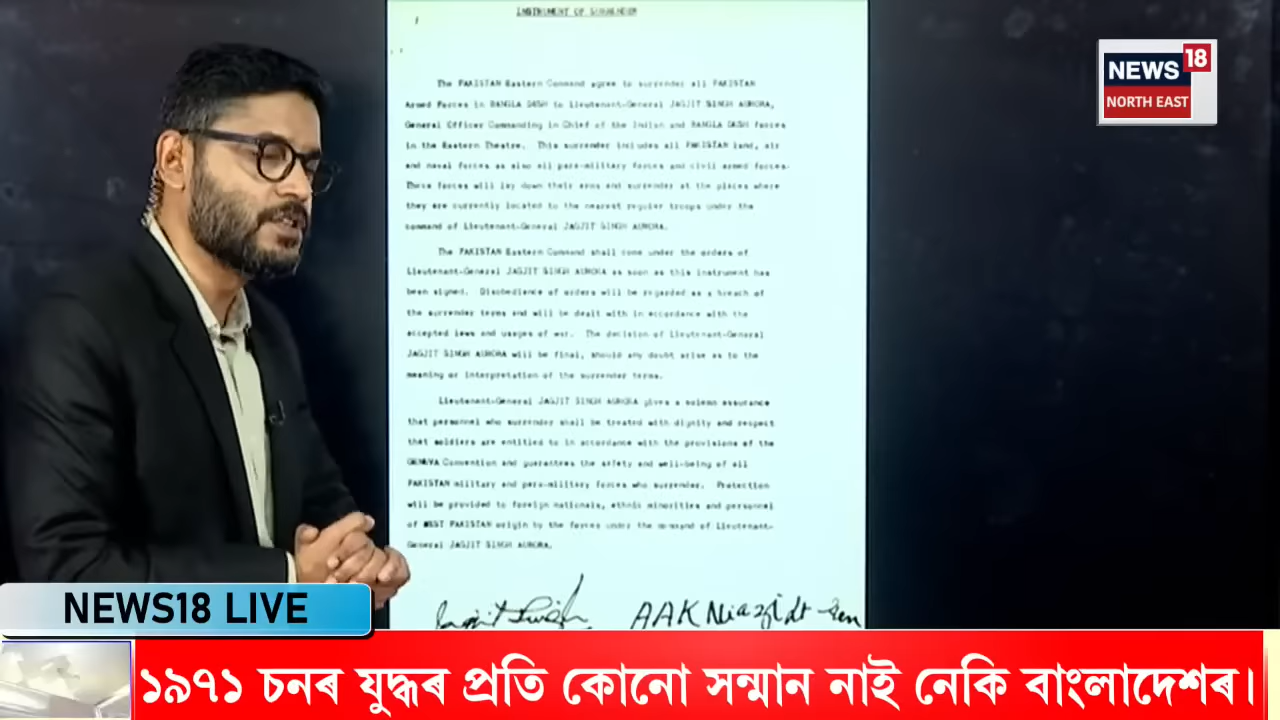 INSTRUMENT OF SURRENDER
The PAKISTAN Eastern Command agree to surrender all PAKISTAN
Armed Forces in BANGLA DESH to Lieutenant-General JAGJIT SINGH AURORA,
General Officer Commanding in Chief of the Indian and BANGLA DESH forces
in the Eastern Theatre. This surrender includes all PAKISTAN land, air
and naval forces as also all para-military forces and civil armed forces.
These forces will lay down their arms and surrender at the places where
they are currently located to the nearest regular troops under the
command of Lieutenant-General JAGJIT SINGH AURORA.
The PAKISTAN Eastern Command shall come under the orders of
Lieutenant-General JAGJIT SINGH AURORA as soon as this instrument has
been signed. Disobedience of orders will be regarded as a breach of
the surrender terms and will be dealt with in accordance with the
accepted laws and usages of war. The decision of Lieutenant-General
JAGJIT SINGH AURORA will be final, should any doubt arise as to the
meaning or interpretation of the surrender terms.
Lieutenant-General JAGJIT SINGH AURORA gives a solemn assurance
that personnel who surrender shall be treated with dignity and respect
that soldiers are entitled to in accordance with the provisions of the
GENEVA Convention and guarantees the safety and well-being of all
PAKISTAN military and para-military forces who surrender. Protection
will be provided to foreign nationals, ethnic minorities and personnel
of WEST PAKISTAN origin by the forces under the command of Lieutenant-
General JAGJIT SINGH AURORA.
Jagjit Singh AAK Niazi Lt Gen
NEWS 18
NORTH EAST
NEWS18 LIVE
১৯৭১ চনৰ যুদ্ধৰ প্ৰতি কোনো সন্মান নাই নেকি বাংলাদেশৰ।